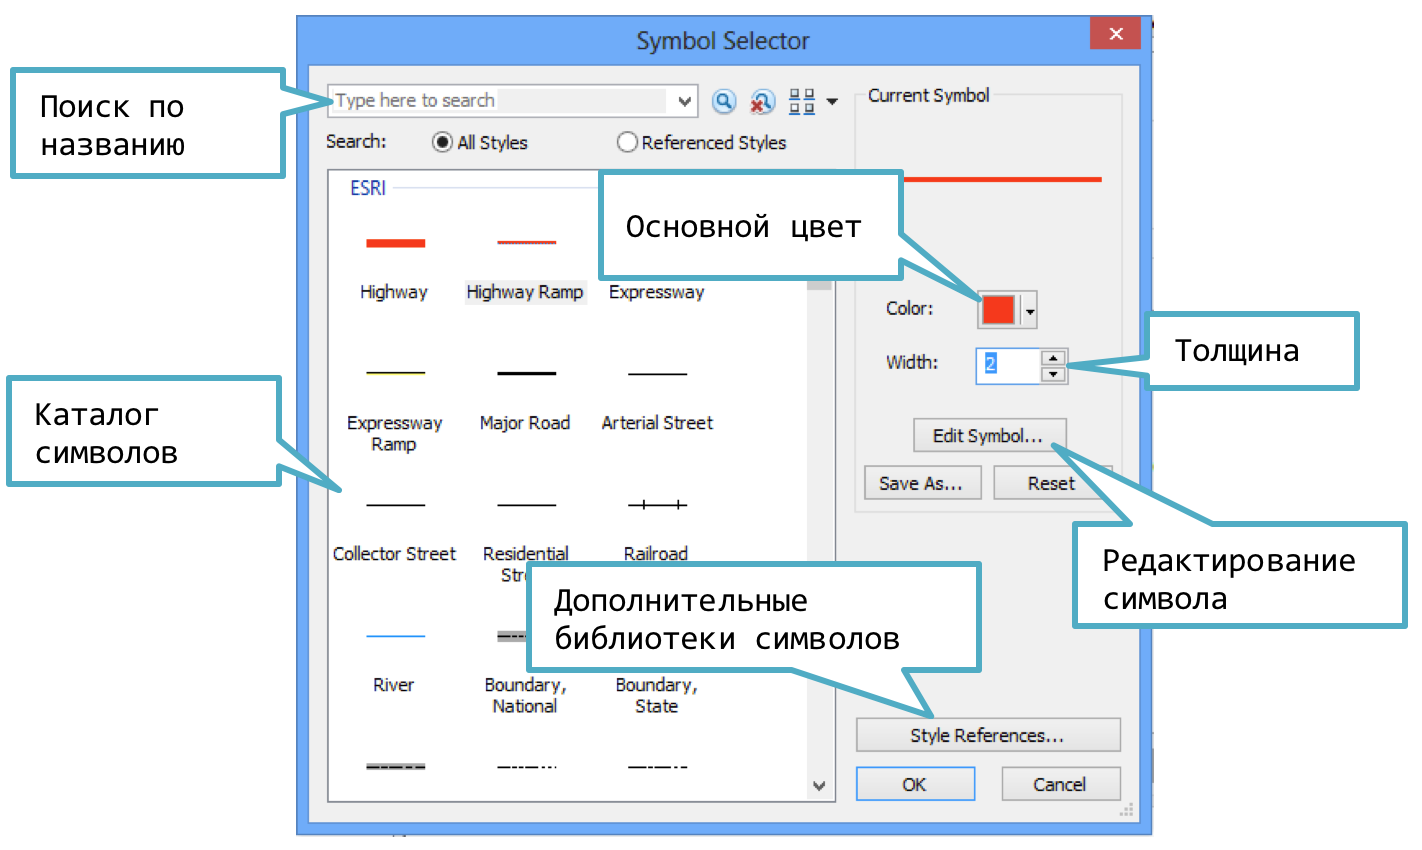 Symbol Selector
Поиск по
названию
Type here to search
Current Symbol
Search:
All Styles
Referenced Styles
ESRI
Основной цвет
Highway
Highway Ramp
Expressway
Color:
Width:
2
Толщина
Каталог
символов
Expressway
Ramp
Major Road
Arterial Street
Edit Symbol...
Save As...
Reset
Collector Street
Residential
Railroad
Редактирование
символа
Дополнительные
библиотеки символов
River
Boundary,
National
Boundary,
State
Style References...
OK
Cancel